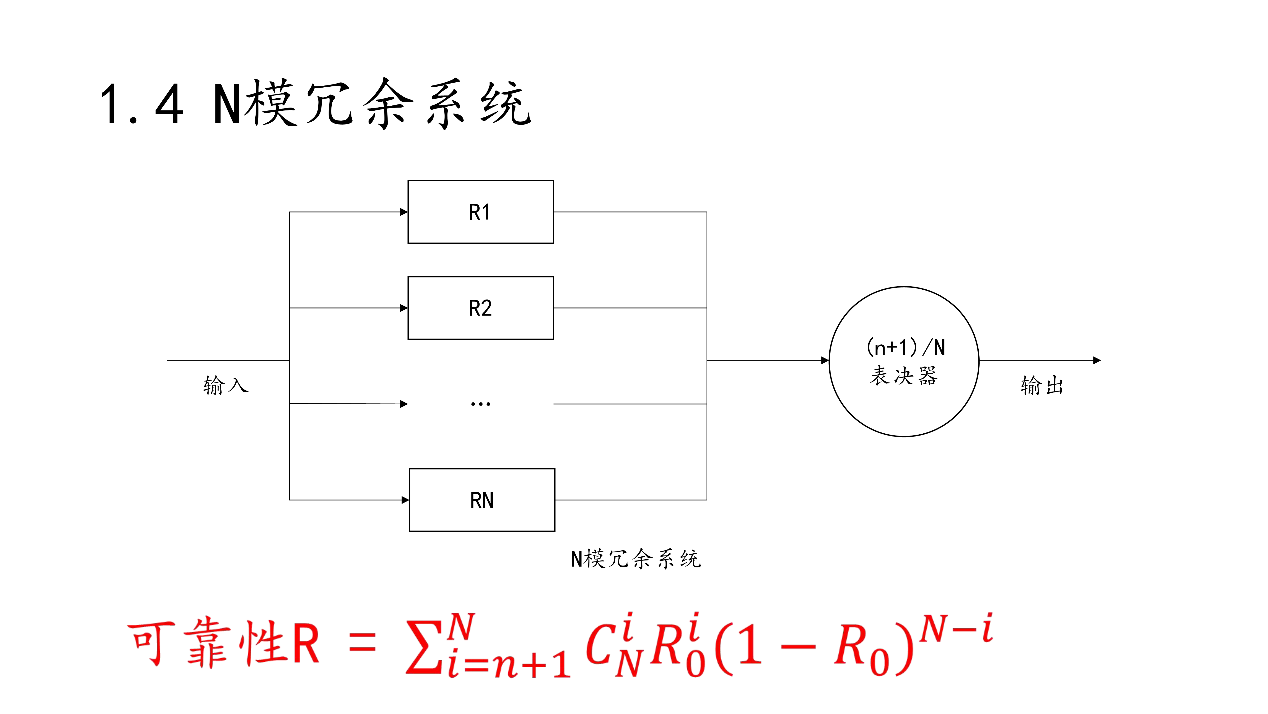 1.4 N模冗余系统
R1
R2
(n+1)/N
表决器
输入
输出
...
RN
N模冗余系统
可靠性R = \sum_{i=n+1}^{N} C_N^i R_0^i (1 − R_0)^{N−i}